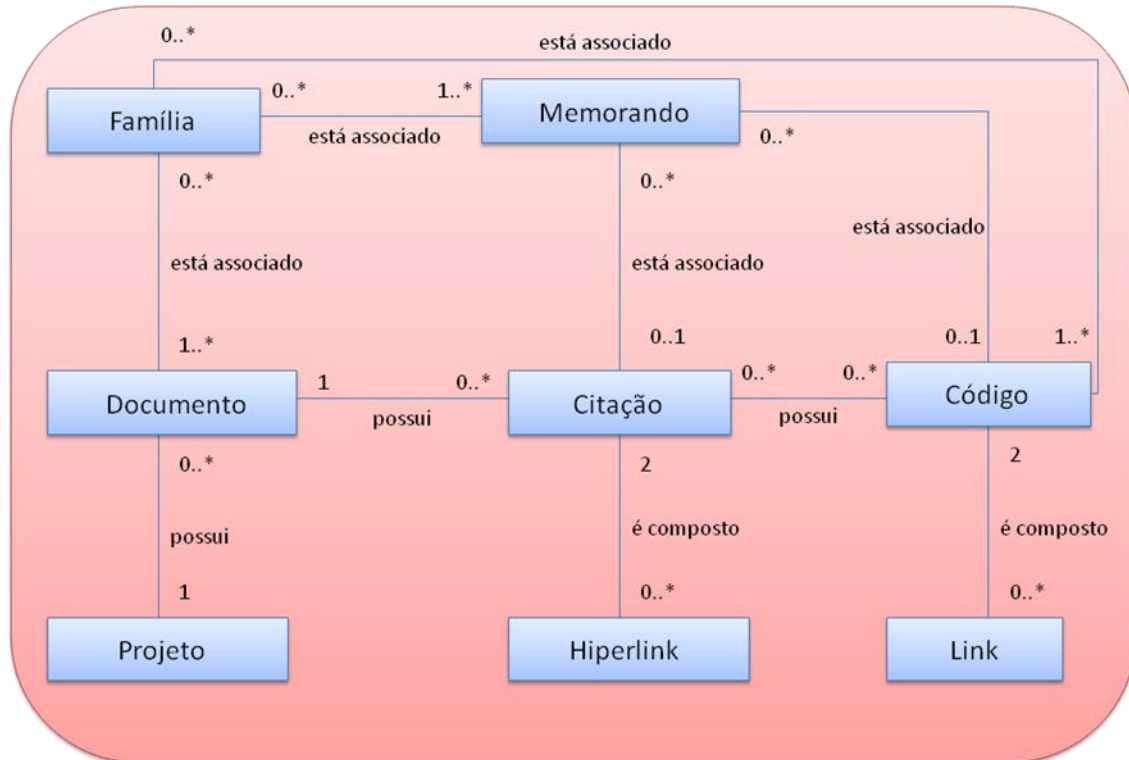 0..*
está associado
Família
0..*
1..*
Memorando
está associado
0..*
0..*
0..*
está associado
está associado
está associado
1..*
0..1
0..1
1..*
Documento
1
0..*
Citação
0..*
0..*
Código
possui
possui
0..*
2
2
possui
é composto
é composto
1
0..*
0..*
Projeto
Hiperlink
Link